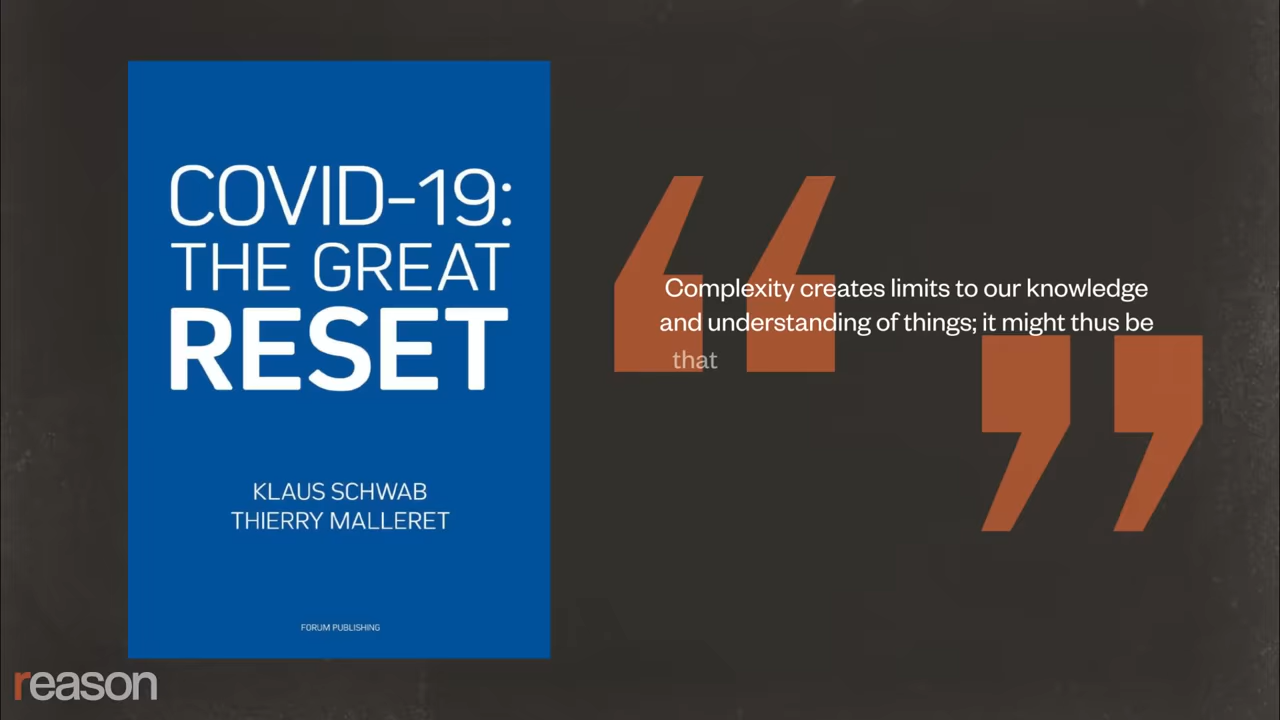 COVID-19:
THE GREAT
RESET
KLAUS SCHWAB
THIERRY MALLERET
FORUM PUBLISHING
Complexity creates limits to our knowledge
and understanding of things; it might thus be
that
reason